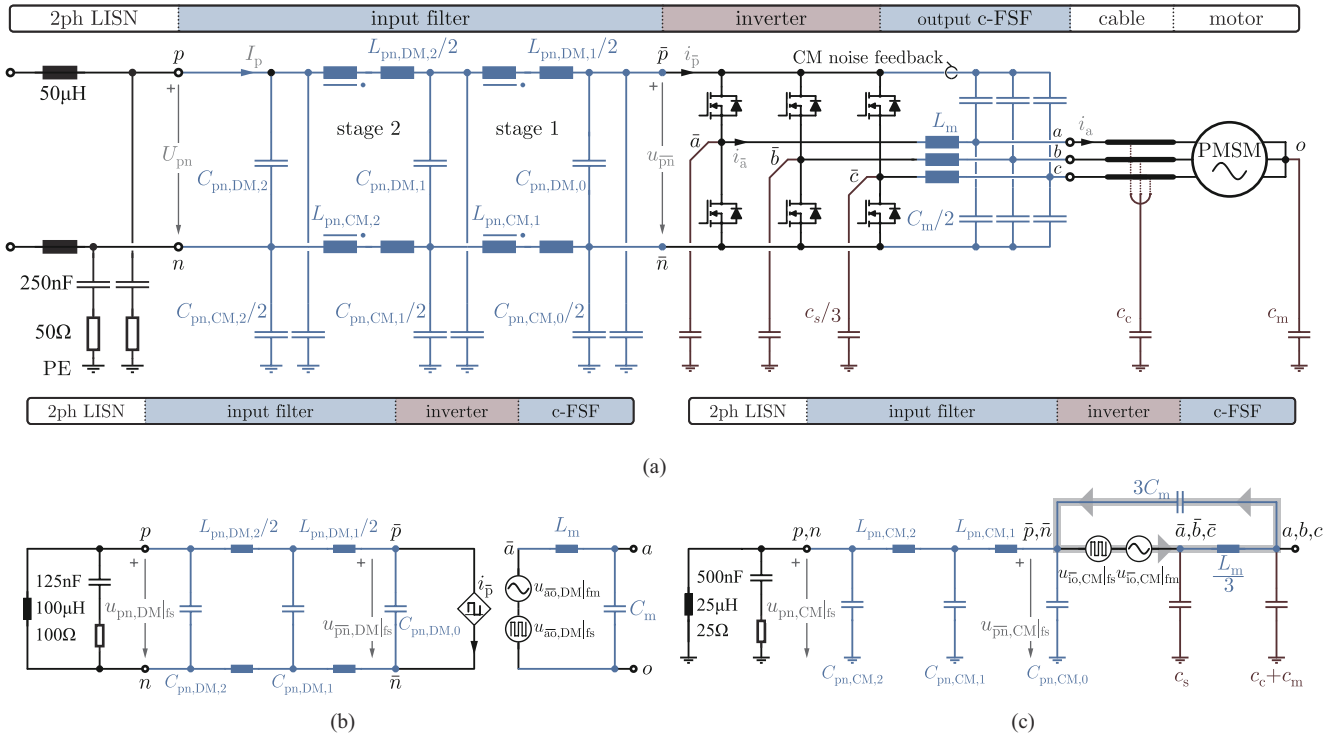 2ph LISN input filter inverter output c-FSF cable motor
p I_p L_pn,DM,2/2 L_pn,DM,1/2 p̄ i_p̄ CM noise feedback
50μH
+ +
stage 2 stage 1
L_m a i_a
ā i_ā b̄ b PMSM o
U_pn u_p̄n̄ c̄ c
C_pn,DM,2 C_pn,DM,1 C_pn,DM,0
L_pn,CM,2 L_pn,CM,1 C_m/2
n n̄
250nF
C_pn,CM,2/2 C_pn,CM,1/2 C_pn,CM,0/2 c_s/3 c_c c_m
50Ω
PE
2ph LISN input filter inverter c-FSF
2ph LISN input filter inverter c-FSF
(a)
p L_pn,DM,2/2 L_pn,DM,1/2 p̄ L_m
+ + ā a
125nF
100μH
100Ω
u_pn,DM|fs u_p̄n̄,DM|fs i_p̄ u_āo,DM|fm C_m
C_pn,DM,0 u_āo,DM|fs
n n̄ o
C_pn,DM,2 C_pn,DM,1
(b)
3C_m
p,n L_pn,CM,2 L_pn,CM,1 p̄,n̄ ā,b̄,c̄ a,b,c
+ +
500nF
25μH
25Ω
u_pn,CM|fs u_p̄n̄,CM|fs u_īo,CM|fs u_īo,CM|fm L_m/3
C_pn,CM,2 C_pn,CM,1 C_pn,CM,0 c_s c_c+c_m
(c)